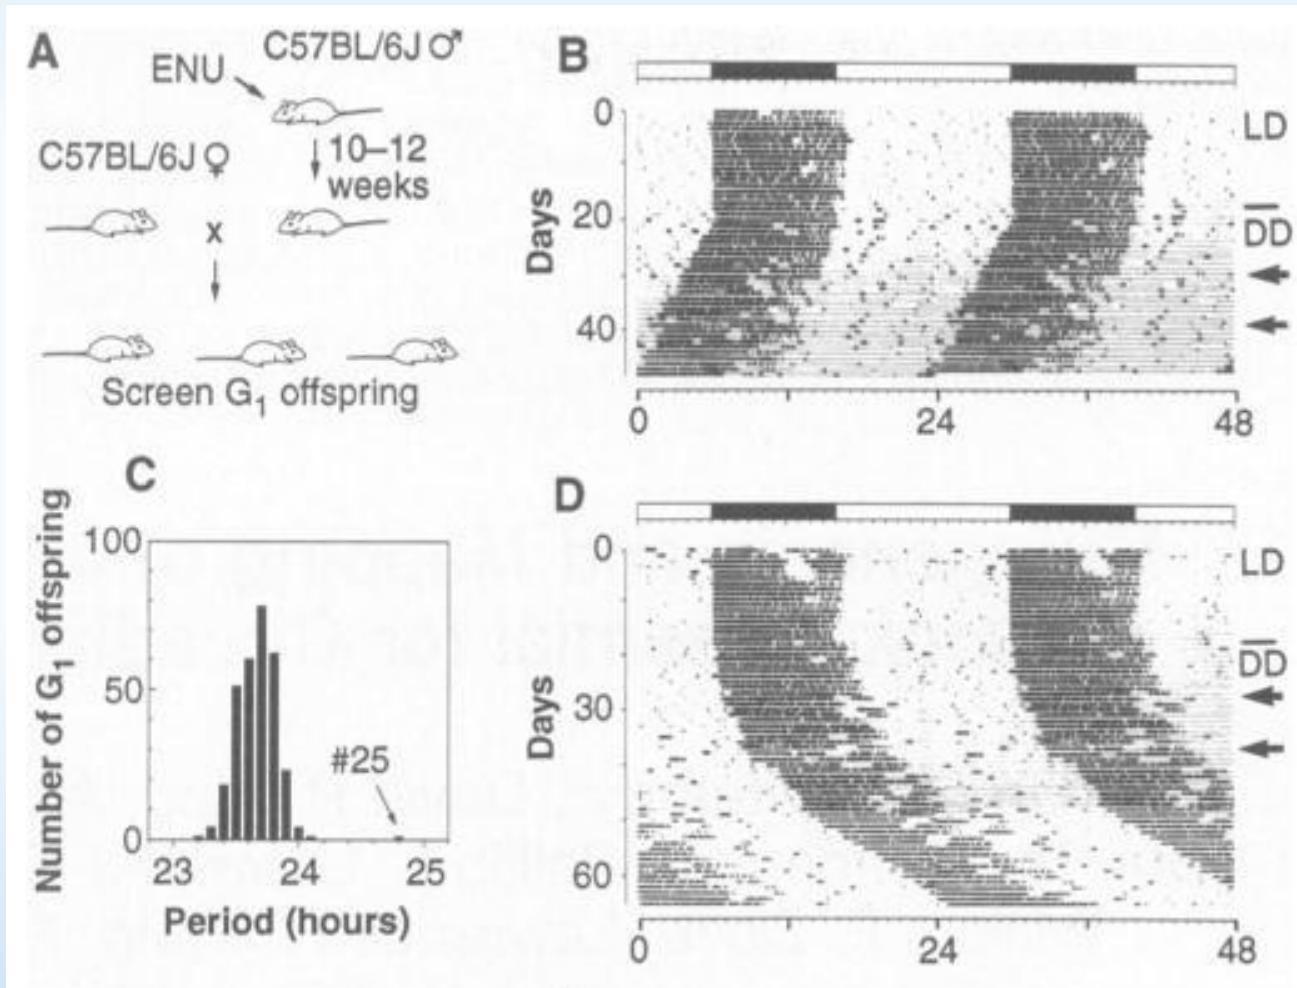 A
C57BL/6J ♂
ENU
C57BL/6J ♀
10–12
weeks
x
Screen G1 offspring
B
0
20
40
Days
LD
DD
0
24
48
C
Number of G1 offspring
100
50
0
#25
23
24
25
Period (hours)
D
0
30
60
Days
LD
DD
0
24
48